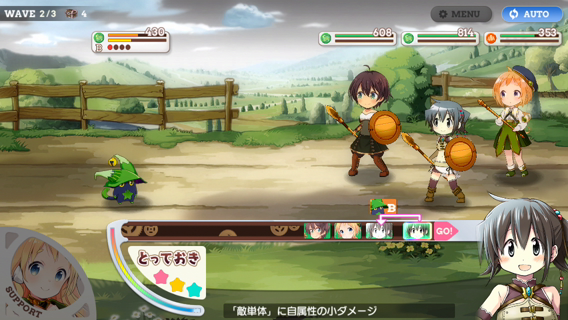 WAVE 2/3 4
MENU
AUTO
430
B
608
814
353
B
GO!
とっておき
SUPPORT
「敵単体」に自属性の小ダメージ